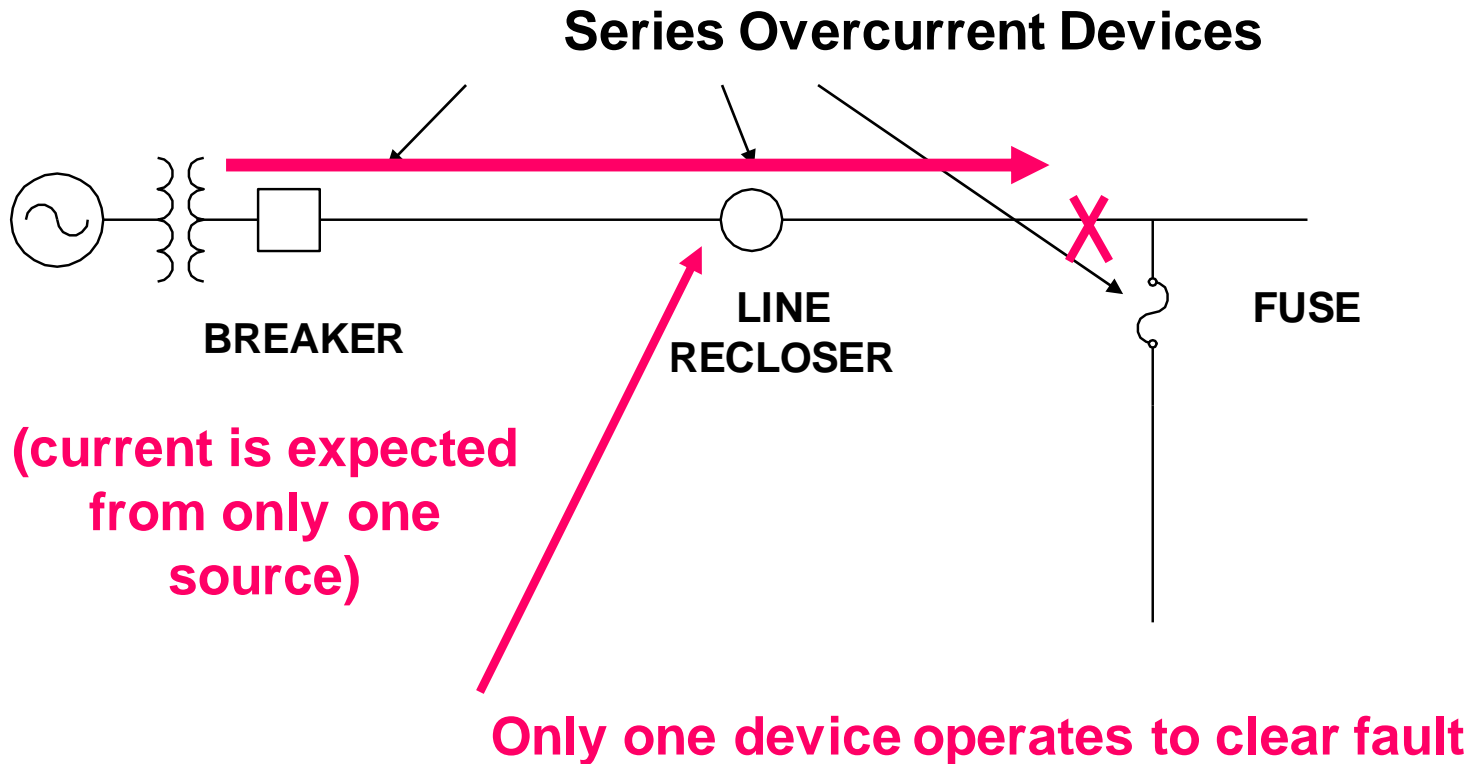 Series Overcurrent Devices
BREAKER
LINE
RECLOSER
FUSE
(current is expected
from only one
source)
Only one device operates to clear fault